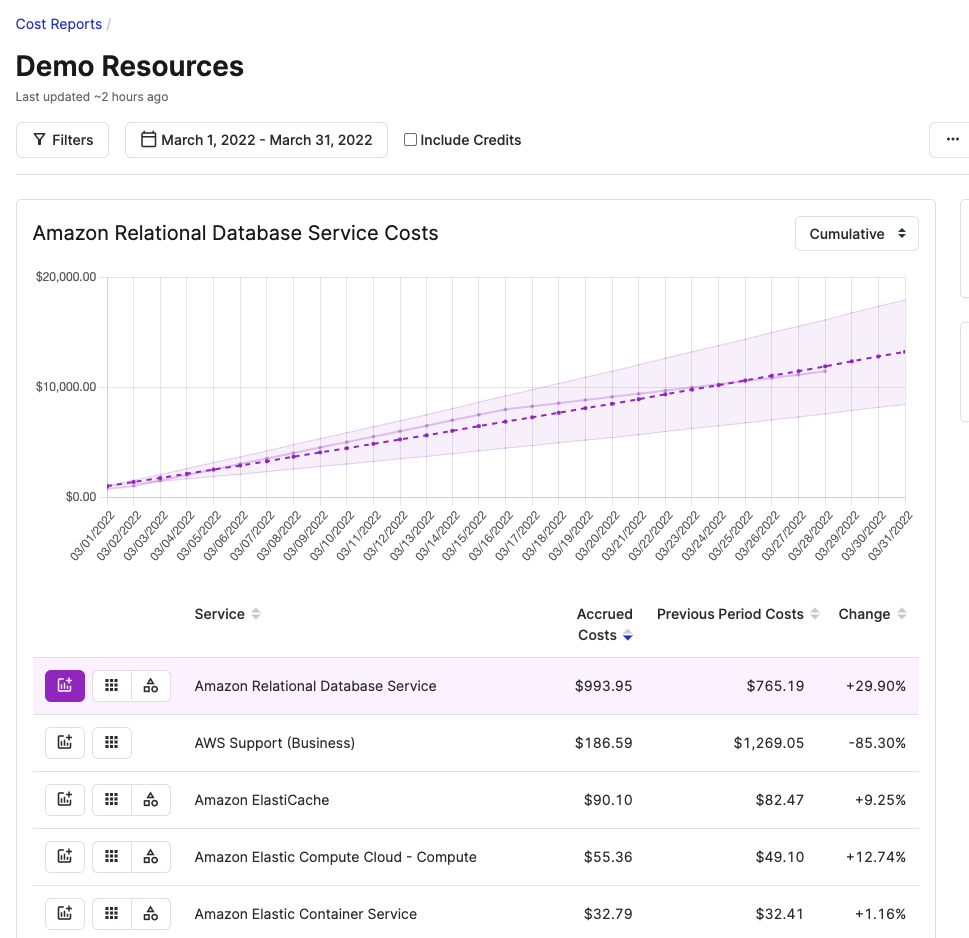 Cost Reports /
Demo Resources
Last updated ~2 hours ago
Filters
March 1, 2022 - March 31, 2022
Include Credits
Amazon Relational Database Service Costs
Cumulative
$20,000.00
$10,000.00
$0.00
03/01/2022
03/02/2022
03/03/2022
03/04/2022
03/05/2022
03/06/2022
03/07/2022
03/08/2022
03/09/2022
03/10/2022
03/11/2022
03/12/2022
03/13/2022
03/14/2022
03/15/2022
03/16/2022
03/17/2022
03/18/2022
03/19/2022
03/20/2022
03/21/2022
03/22/2022
03/23/2022
03/24/2022
03/25/2022
03/26/2022
03/27/2022
03/28/2022
03/29/2022
03/30/2022
03/31/2022
Service Accrued Costs Previous Period Costs Change
Amazon Relational Database Service $993.95 $765.19 +29.90%
AWS Support (Business) $186.59 $1,269.05 -85.30%
Amazon ElastiCache $90.10 $82.47 +9.25%
Amazon Elastic Compute Cloud - Compute $55.36 $49.10 +12.74%
Amazon Elastic Container Service $32.79 $32.41 +1.16%